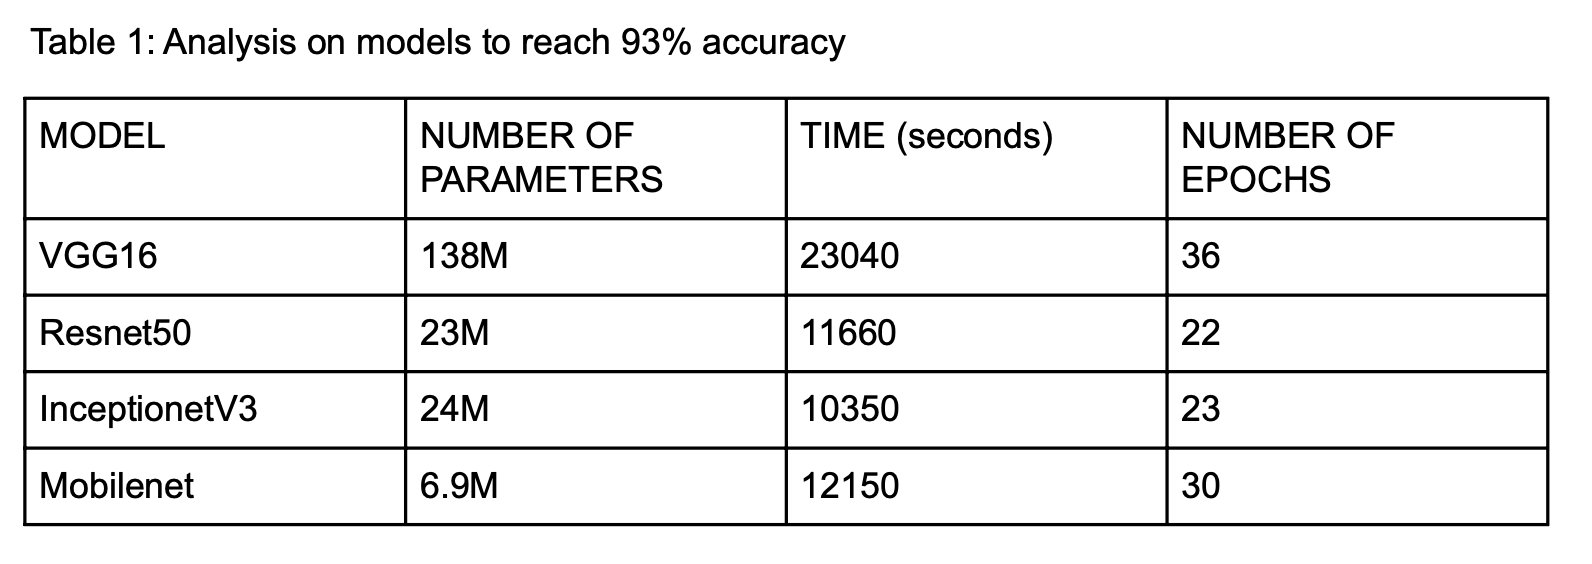 Table 1: Analysis on models to reach 93% accuracy
MODEL NUMBER OF PARAMETERS TIME (seconds) NUMBER OF EPOCHS
VGG16 138M 23040 36
Resnet50 23M 11660 22
InceptionetV3 24M 10350 23
Mobilenet 6.9M 12150 30